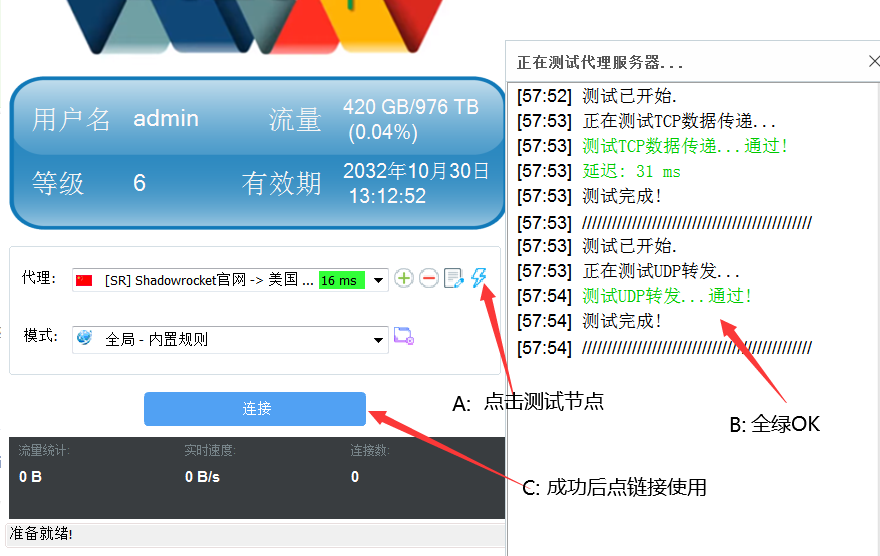 用户名 admin 流量 420 GB/976 TB
(0.04%)
等级 6 有效期 2032年10月30日
13:12:52
代理: [SR] Shadowrocket官网 -> 美国 ... 16 ms
模式: 全局 - 内置规则
连接
流量统计: 实时速度: 连接数:
0 B 0 B/s 0
准备就绪!
正在测试代理服务器...
[57:52] 测试已开始.
[57:53] 正在测试TCP数据传递...
[57:53] 测试TCP数据传递...通过!
[57:53] 延迟: 31 ms
[57:53] 测试完成!
[57:53] //////////////////////////////////////////////
[57:53] 测试已开始.
[57:53] 正在测试UDP转发...
[57:54] 测试UDP转发...通过!
[57:54] 测试完成!
[57:54] //////////////////////////////////////////////
A: 点击测试节点
B: 全绿OK
C: 成功后点链接使用